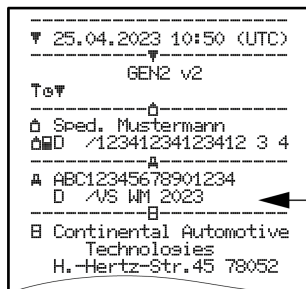 ▼ 25.04.2023 10:50 (UTC)
GEN2 v2
T⊙▼
Sped. Mustermann
D /12341234123412 3 4
ABC12345678901234
D /VS WM 2023
Continental Automotive
Technologies
H.-Hertz-Str.45 78052